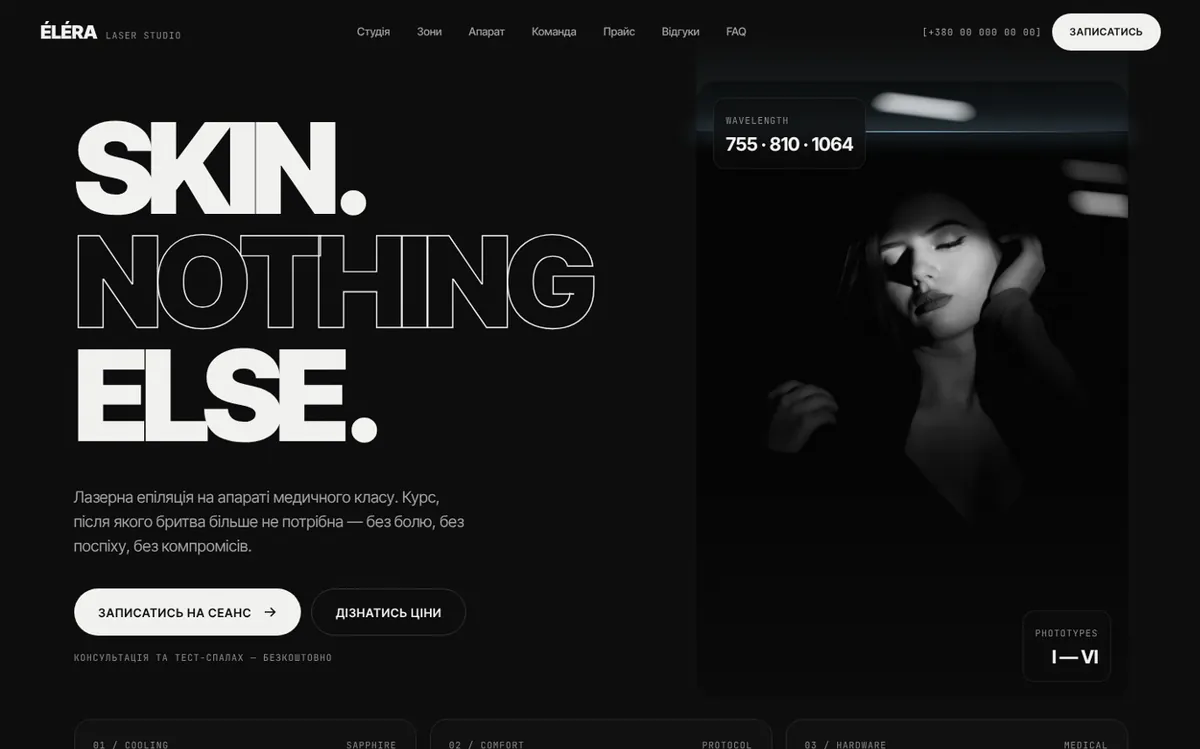 ÉLÉRA LASER STUDIO
Студія Зони Апарат Команда Прайс Відгуки FAQ
[+380 00 000 00 00]
ЗАПИСАТИСЬ
SKIN.
NOTHING
ELSE.
WAVELENGTH
755 · 810 · 1064
Лазерна епіляція на апараті медичного класу. Курс,
після якого бритва більше не потрібна — без болю, без
поспіху, без компромісів.
ЗАПИСАТИСЬ НА СЕАНС →
ДІЗНАТИСЬ ЦІНИ
КОНСУЛЬТАЦІЯ ТА ТЕСТ-СПАЛАХ — БЕЗКОШТОВНО
PHOTOTYPES
I — VI
01 / COOLING SAPPHIRE
02 / COMFORT PROTOCOL
03 / HARDWARE MEDICAL